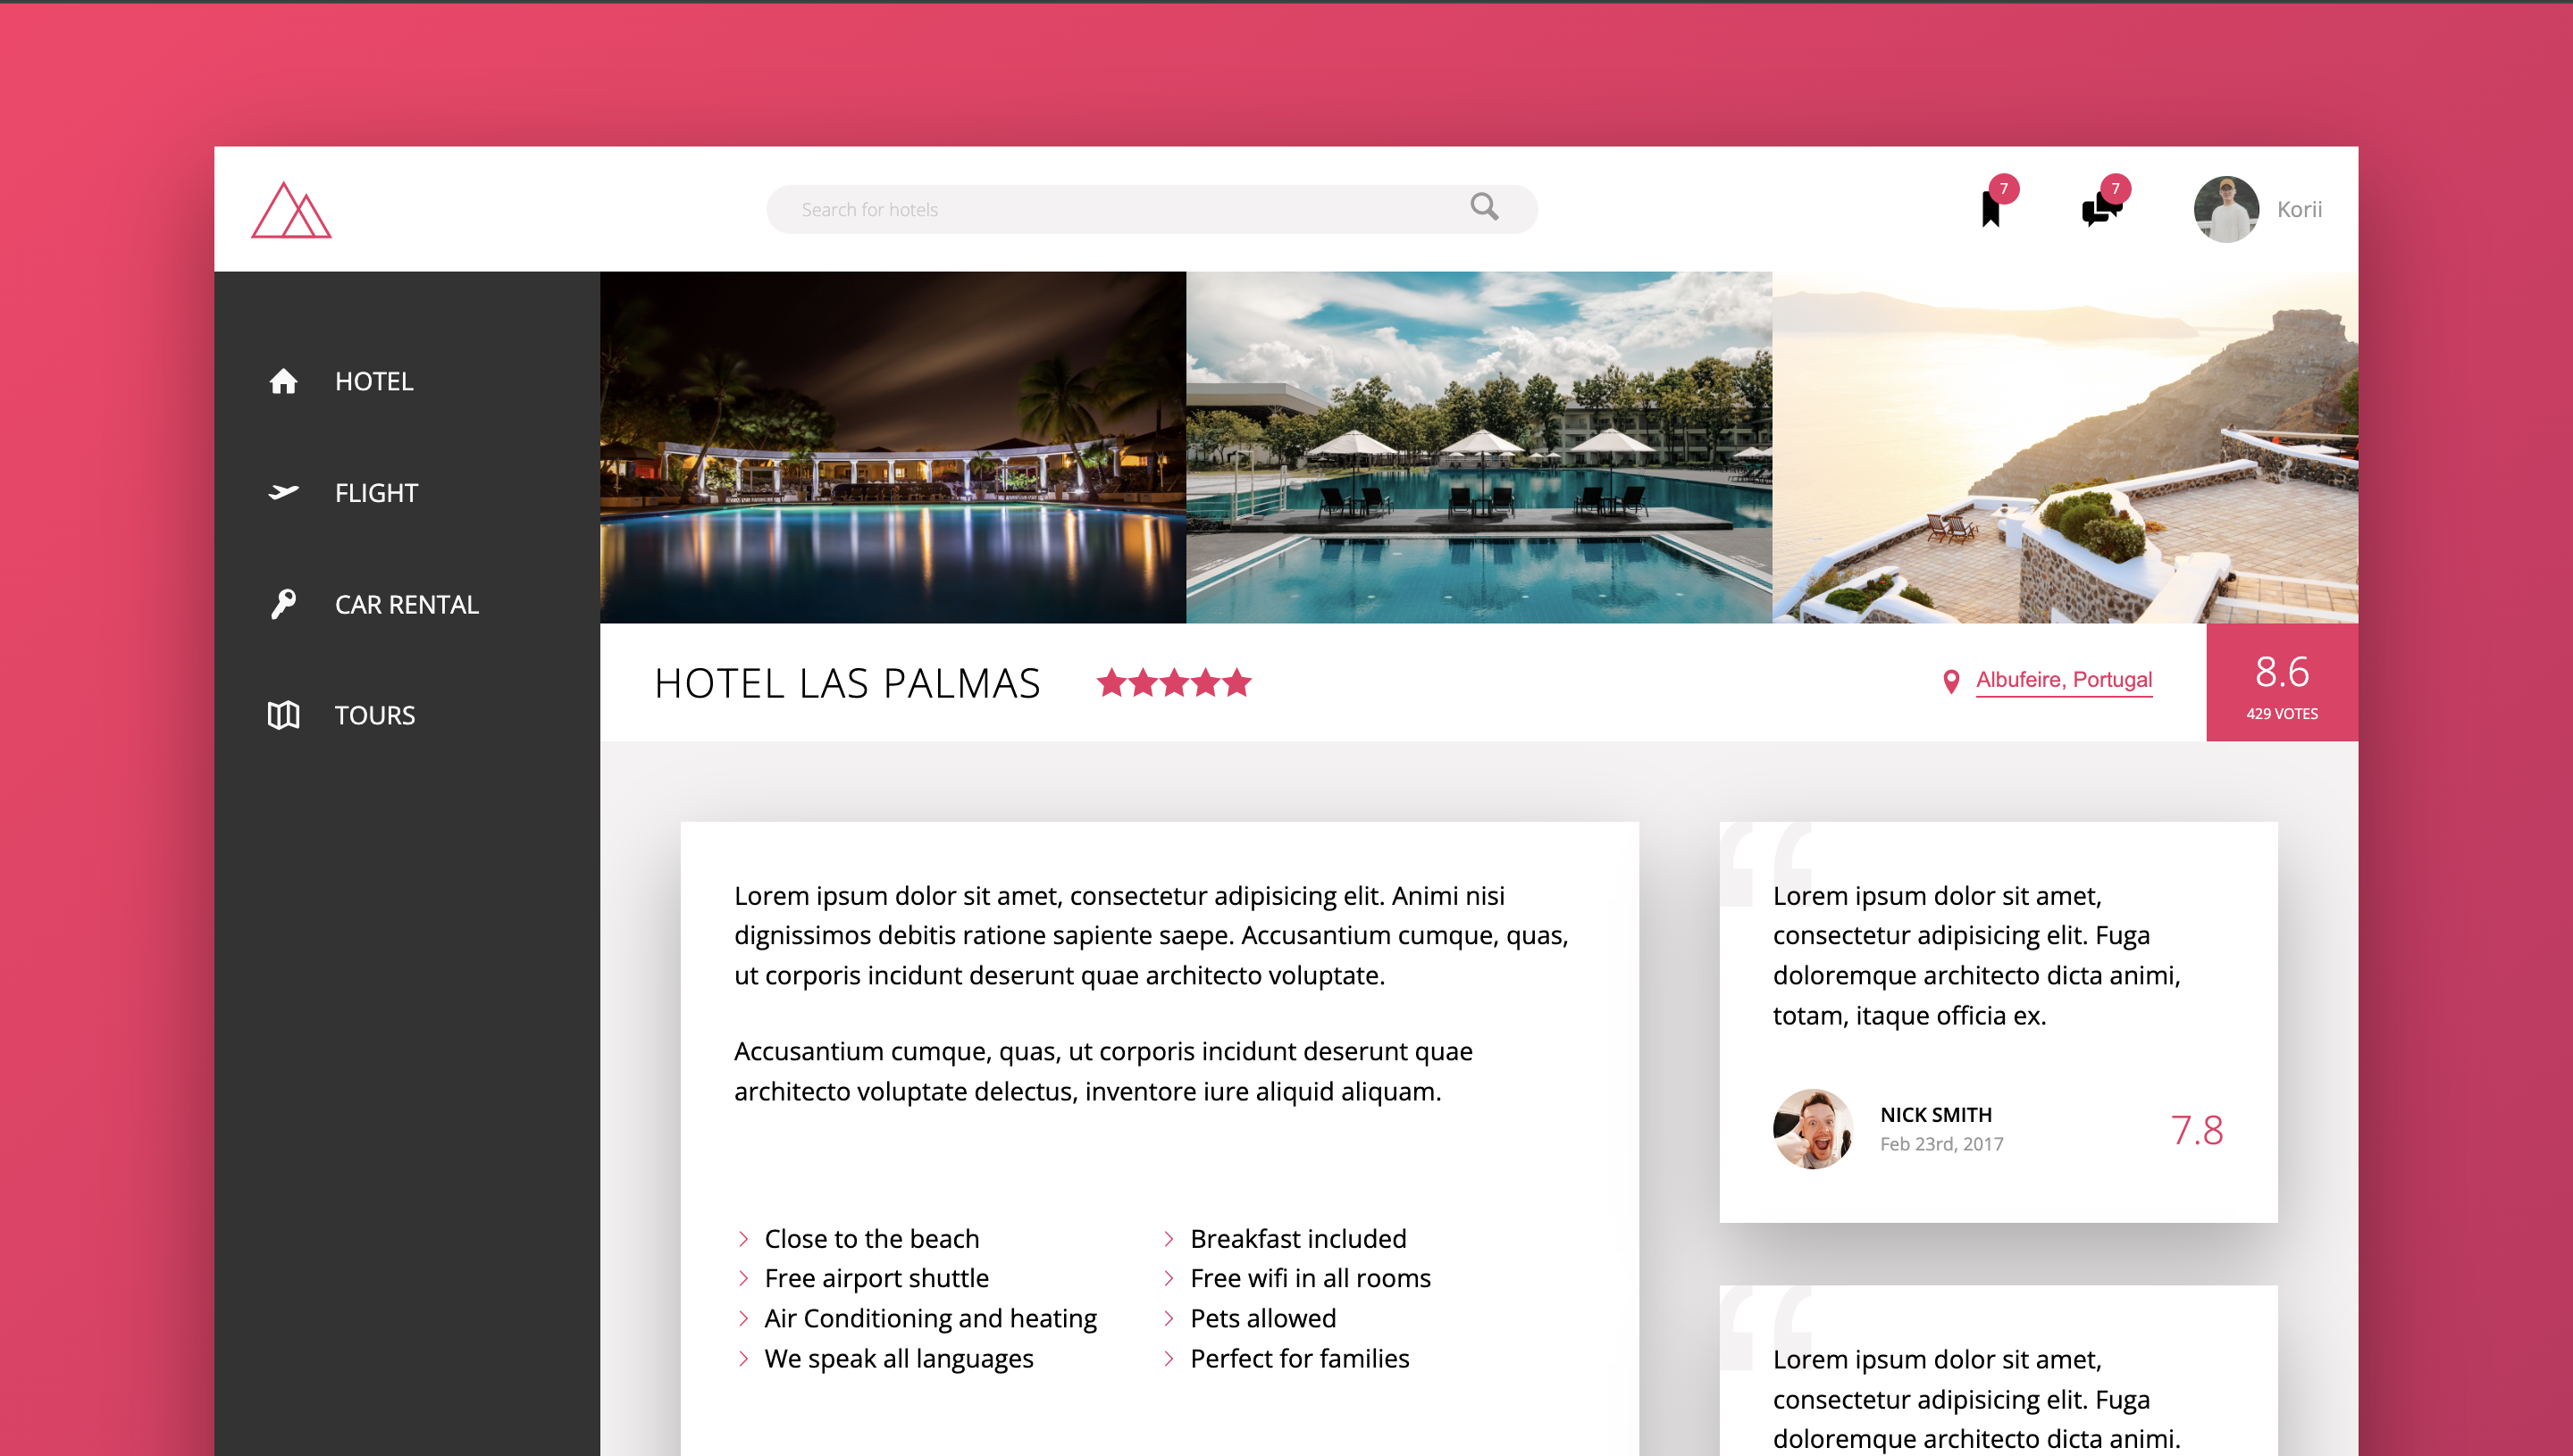 Search for hotels
7
7
Korii
HOTEL
FLIGHT
CAR RENTAL
TOURS
HOTEL LAS PALMAS
Albufeire, Portugal
8.6
429 VOTES
Lorem ipsum dolor sit amet, consectetur adipisicing elit. Animi nisi
dignissimos debitis ratione sapiente saepe. Accusantium cumque, quas,
ut corporis incidunt deserunt quae architecto voluptate.
Accusantium cumque, quas, ut corporis incidunt deserunt quae
architecto voluptate delectus, inventore iure aliquid aliquam.
Close to the beach
Free airport shuttle
Air Conditioning and heating
We speak all languages
Breakfast included
Free wifi in all rooms
Pets allowed
Perfect for families
“
Lorem ipsum dolor sit amet,
consectetur adipisicing elit. Fuga
doloremque architecto dicta animi,
totam, itaque officia ex.
NICK SMITH
Feb 23rd, 2017
7.8
“
Lorem ipsum dolor sit amet,
consectetur adipisicing elit. Fuga
doloremque architecto dicta animi.